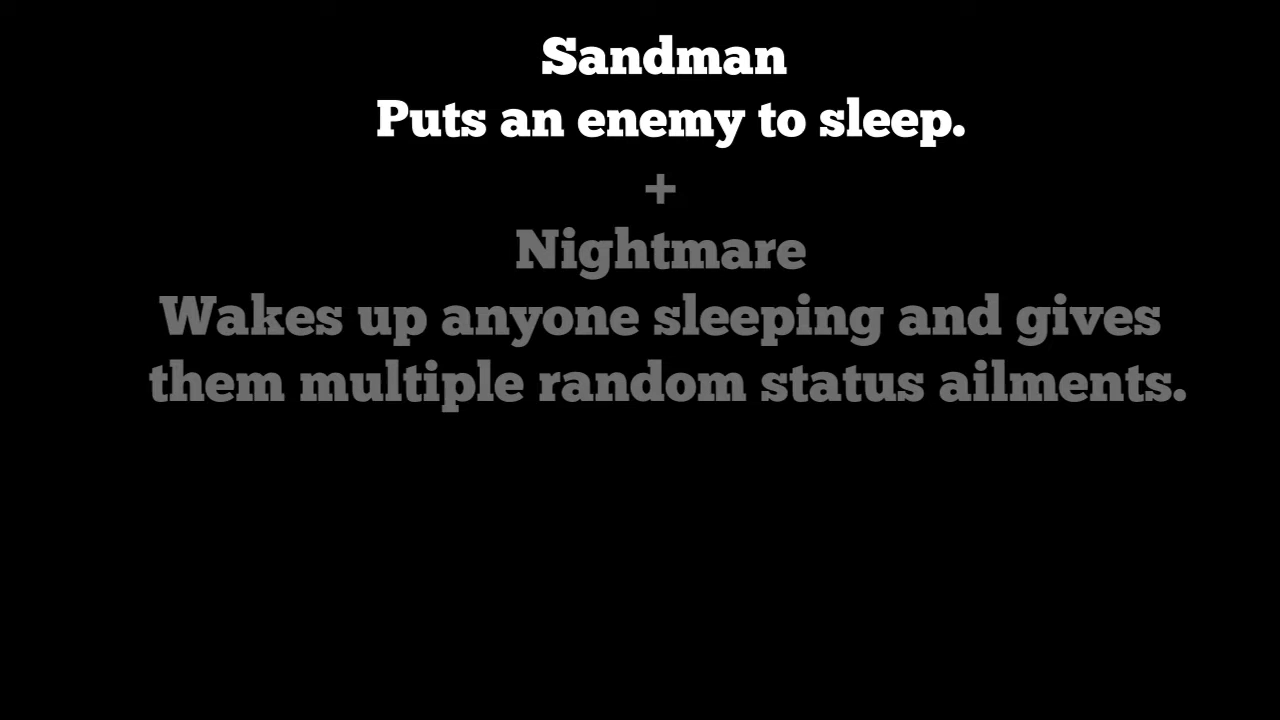 Sandman
Puts an enemy to sleep.
+
Nightmare
Wakes up anyone sleeping and gives
them multiple random status ailments.